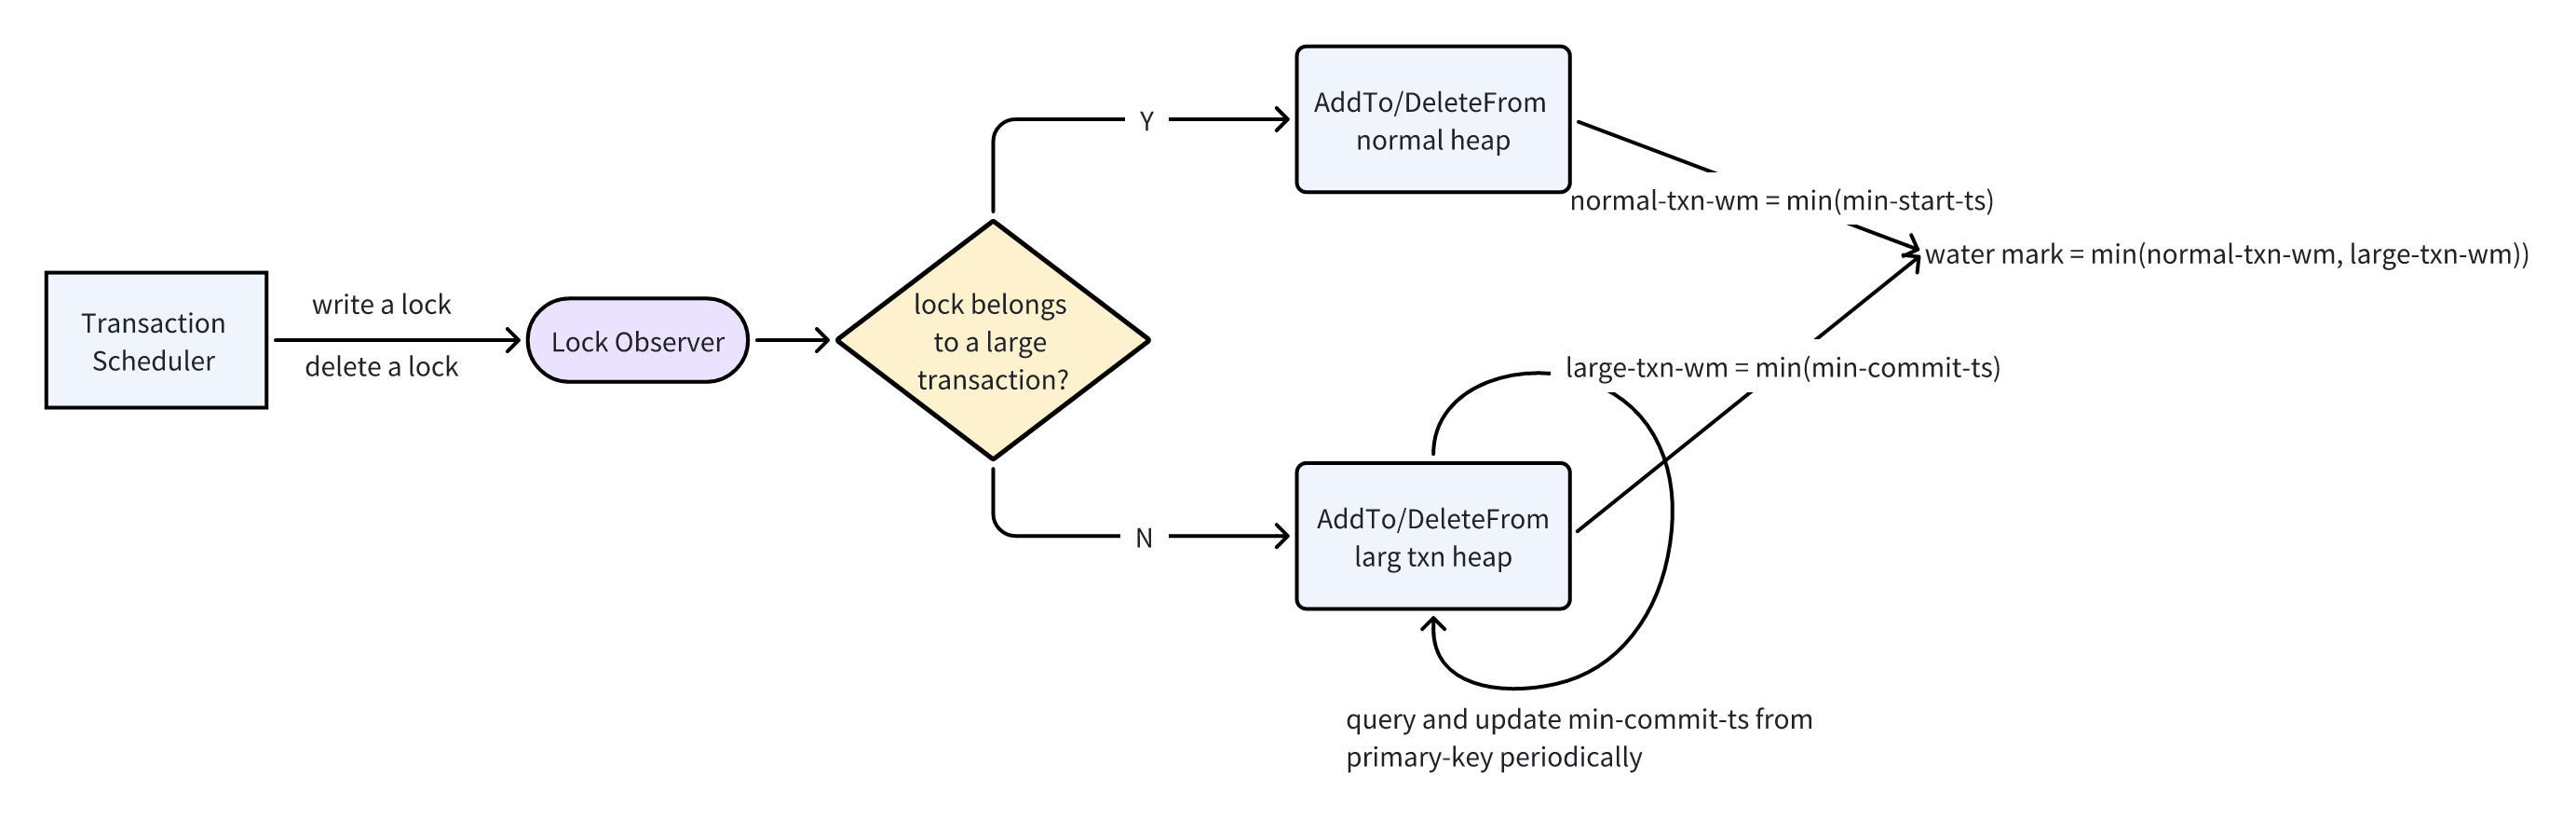 Transaction
Scheduler
write a lock
delete a lock
Lock Observer
lock belongs
to a large
transaction?
Y
AddTo/DeleteFrom
normal heap
normal-txn-wm = min(min-start-ts)
water mark = min(normal-txn-wm, large-txn-wm))
large-txn-wm = min(min-commit-ts)
N
AddTo/DeleteFrom
larg txn heap
query and update min-commit-ts from
primary-key periodically